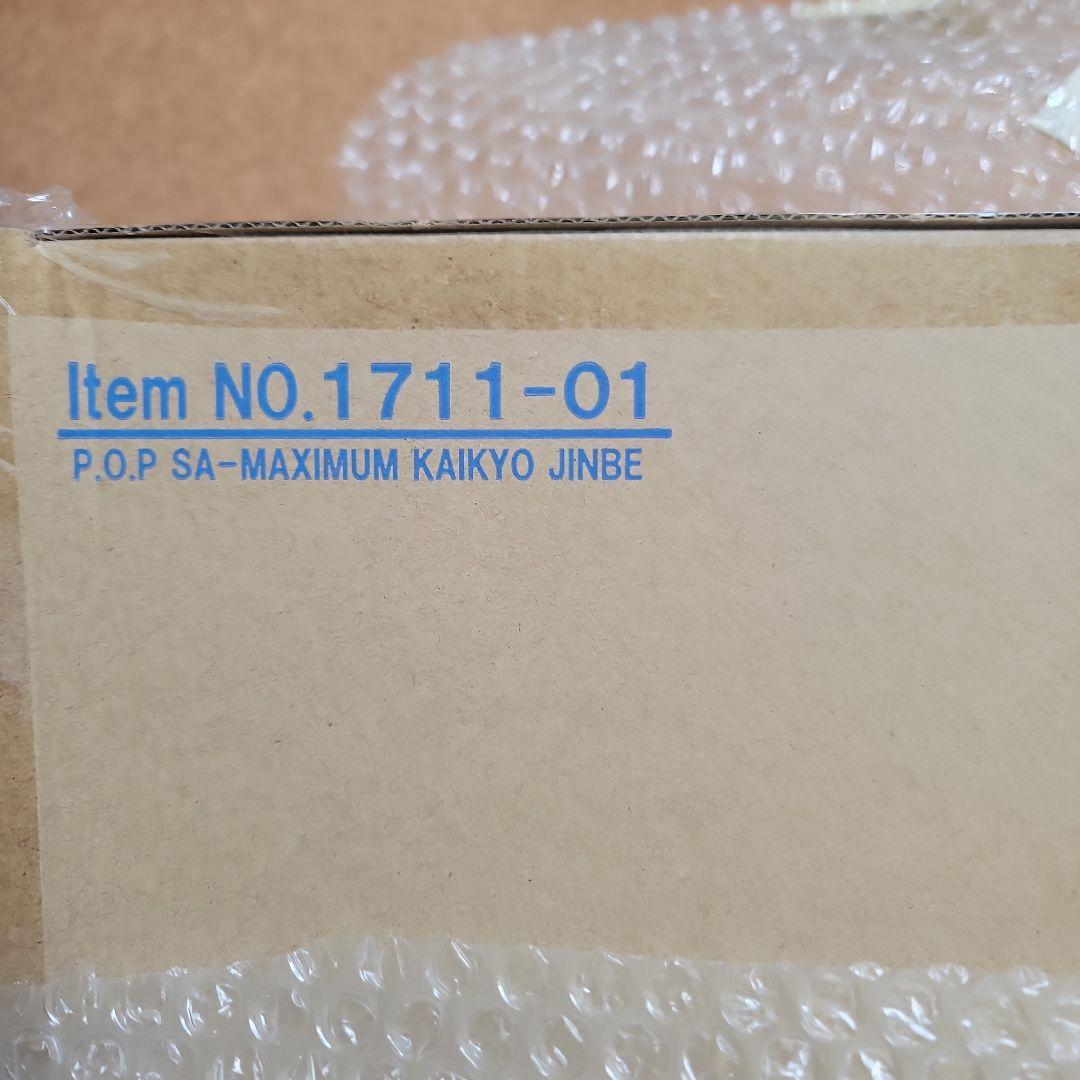 Item NO.1711-01
P.O.P SA-MAXIMUM KAIKYO JINBE